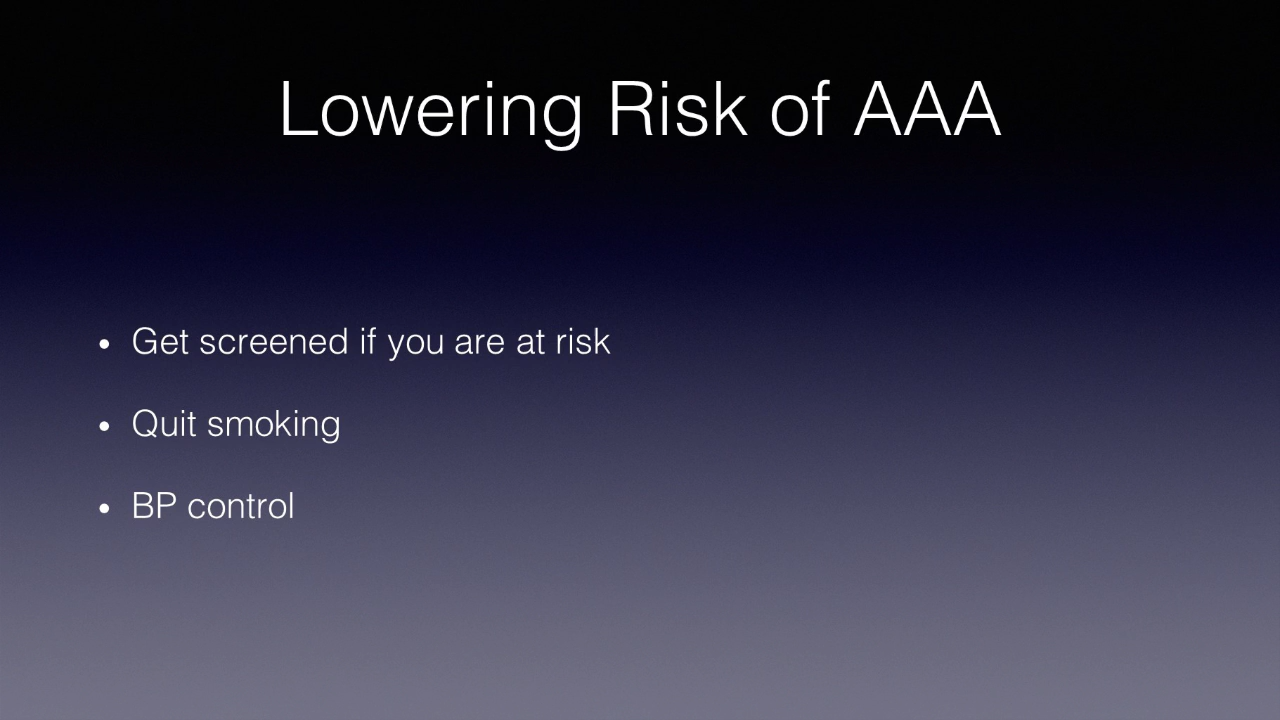 Lowering Risk of AAA
• Get screened if you are at risk
• Quit smoking
• BP control